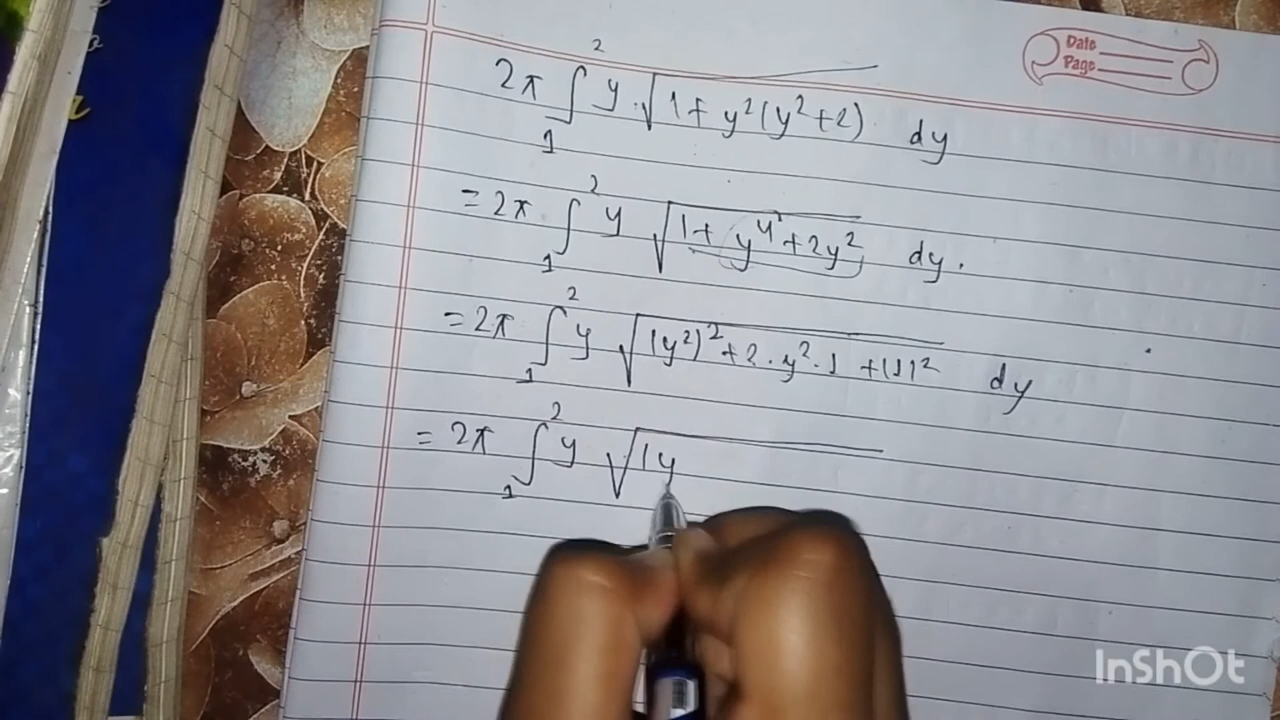 Date
Page
2π ∫₁² y · √(1 + y²(y²+2)) dy
= 2π ∫₁² y √(1 + y⁴ + 2y²) dy.
= 2π ∫₁² y √((y²)² + 2 · y² · 1 + (1)²) dy
= 2π ∫₁² y √(y
InShOt